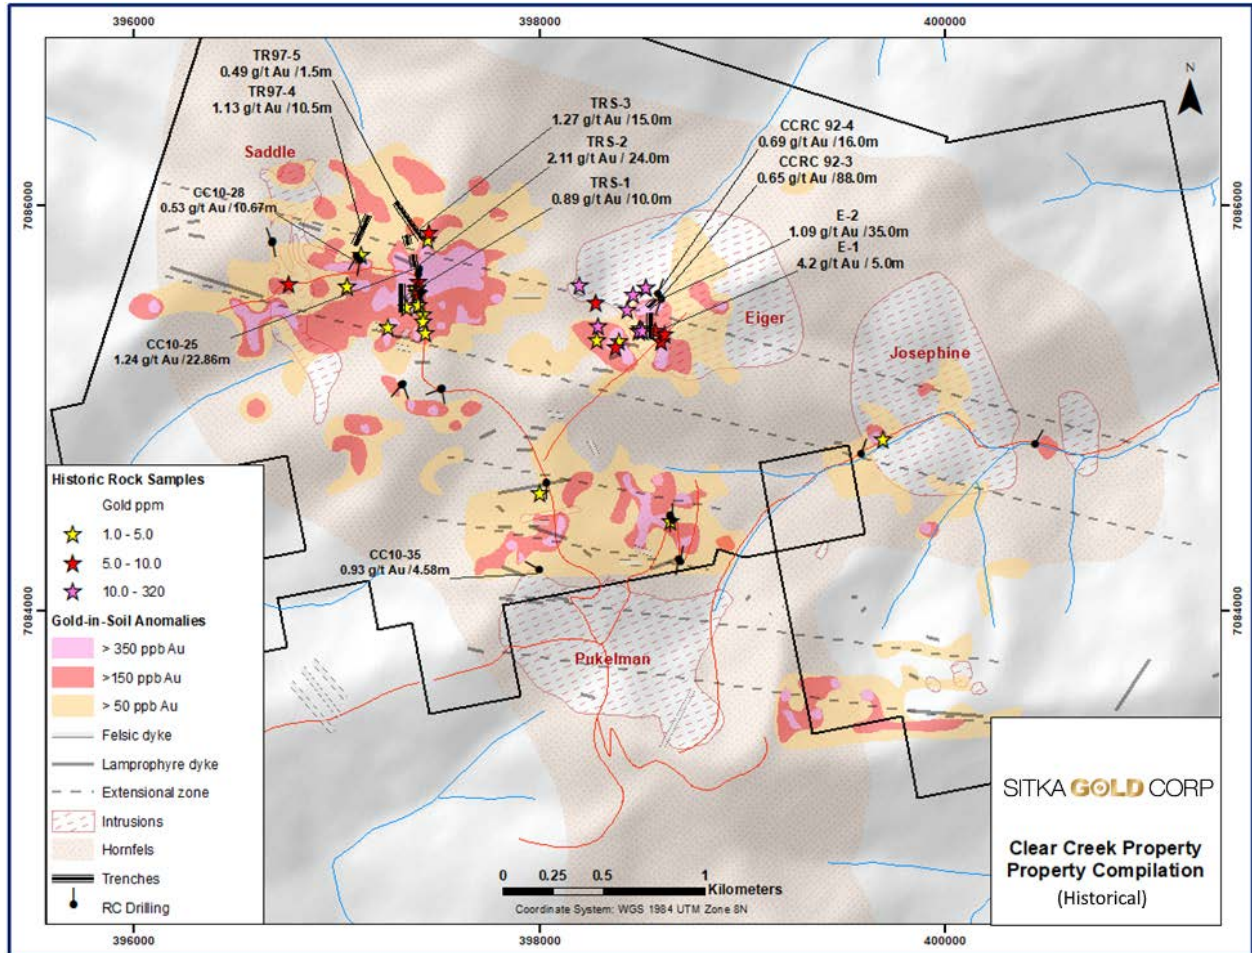 396000
398000
400000
TR97-5
0.49 g/t Au /1.5m
TR97-4
1.13 g/t Au /10.5m
TRS-3
1.27 g/t Au /15.0m
TRS-2
2.11 g/t Au / 24.0m
TRS-1
0.89 g/t Au /10.0m
CCRC 92-4
0.69 g/t Au /16.0m
CCRC 92-3
0.65 g/t Au /88.0m
E-2
1.09 g/t Au /35.0m
E-1
4.2 g/t Au / 5.0m
N
Saddle
CC10-28
0.53 g/t Au /10.67m
7086000
7086000
Eiger
Josephine
CC10-25
1.24 g/t Au /22.86m
CC10-35
0.93 g/t Au /4.58m
7084000
7084000
Pukelman
Historic Rock Samples
Gold ppm
1.0 - 5.0
5.0 - 10.0
10.0 - 320
Gold-in-Soil Anomalies
> 350 ppb Au
>150 ppb Au
> 50 ppb Au
Felsic dyke
Lamprophyre dyke
Extensional zone
Intrusions
Hornfels
Trenches
RC Drilling
0 0.25 0.5 1
Kilometers
Coordinate System: WGS 1984 UTM Zone 8N
SITKA GOLD CORP
Clear Creek Property
Property Compilation
(Historical)
396000
398000
400000